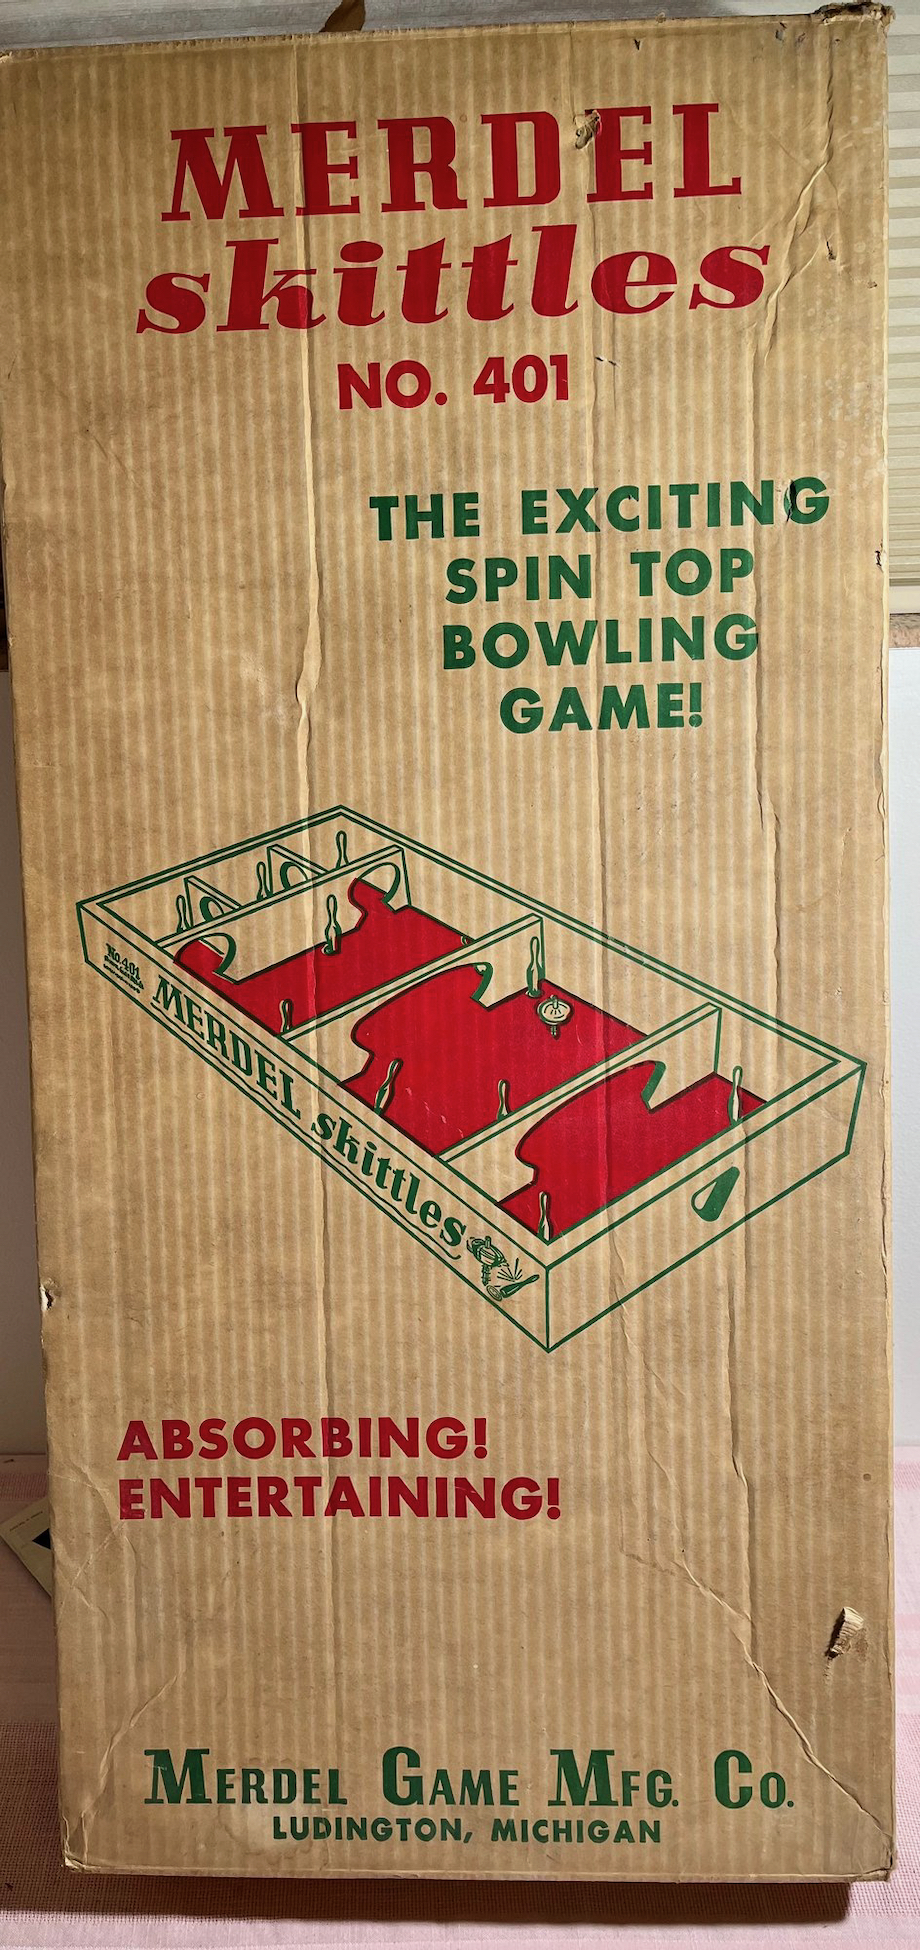 MERDEL
skittles
NO. 401
THE EXCITING
SPIN TOP
BOWLING
GAME!
No. 401
MERDEL skittles
ABSORBING!
ENTERTAINING!
MERDEL GAME MFG. CO.
LUDINGTON, MICHIGAN